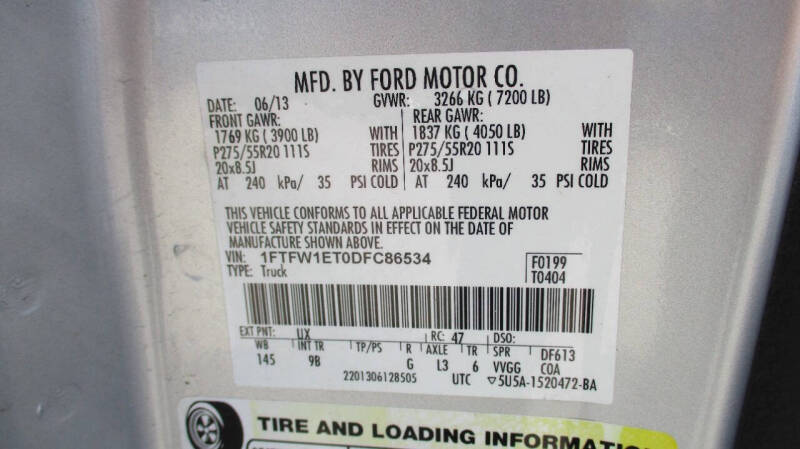 MFD. BY FORD MOTOR CO.
DATE: 06/13 GVWR: 3266 KG ( 7200 LB)
FRONT GAWR: REAR GAWR:
1769 KG ( 3900 LB) WITH 1837 KG ( 4050 LB) WITH
P275/55R20 111S TIRES P275/55R20 111S TIRES
20x8.5J RIMS 20x8.5J RIMS
AT 240 kPa/ 35 PSI COLD AT 240 kPa/ 35 PSI COLD
THIS VEHICLE CONFORMS TO ALL APPLICABLE FEDERAL MOTOR
VEHICLE SAFETY STANDARDS IN EFFECT ON THE DATE OF
MANUFACTURE SHOWN ABOVE.
VIN: 1FTFW1ET0DFC86534 F0199
TYPE: Truck T0404
EXT PNT: UX RC: 47 DSO:
WB INT TR TP/PS R AXLE TR SPR DF613
145 9B G L3 6 VVGG COA
2201306128505 UTC ▽5U5A-1520472-BA
TIRE AND LOADING INFORMATION